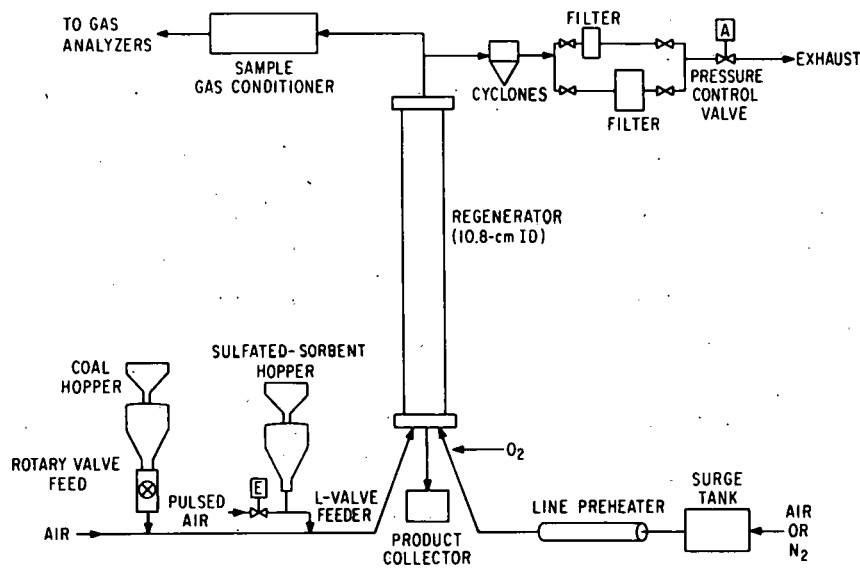 TO GAS
ANALYZERS
SAMPLE
GAS CONDITIONER
CYCLONES
FILTER
FILTER
A
PRESSURE
CONTROL
VALVE
EXHAUST
REGENERATOR
(10.8-cm ID)
COAL
HOPPER
SULFATED-SORBENT
HOPPER
ROTARY VALVE
FEED
PULSED
AIR
E
L-VALVE
FEEDER
AIR
PRODUCT
COLLECTOR
O2
LINE PREHEATER
SURGE
TANK
AIR
OR
N2